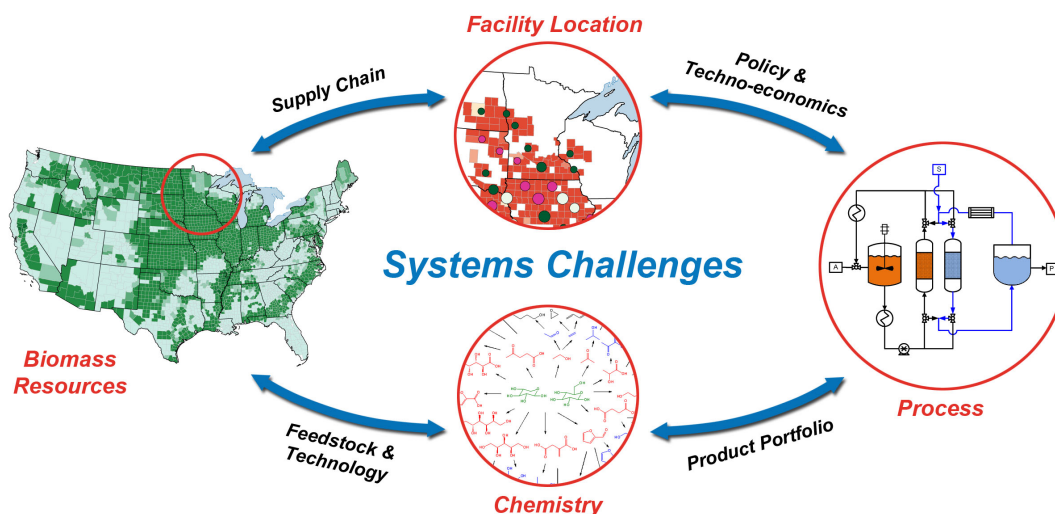 Facility Location
Supply Chain
Policy &
Techno-economics
S
A
P
Systems Challenges
Biomass
Resources
Process
Feedstock &
Technology
Product Portfolio
Chemistry